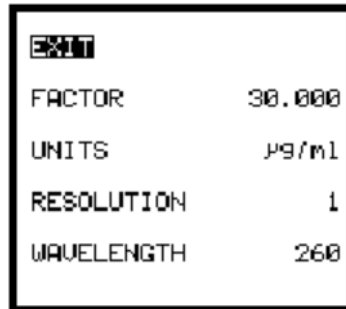 EXIT
FACTOR 30.000
UNITS µg/ml
RESOLUTION 1
WAVELENGTH 260